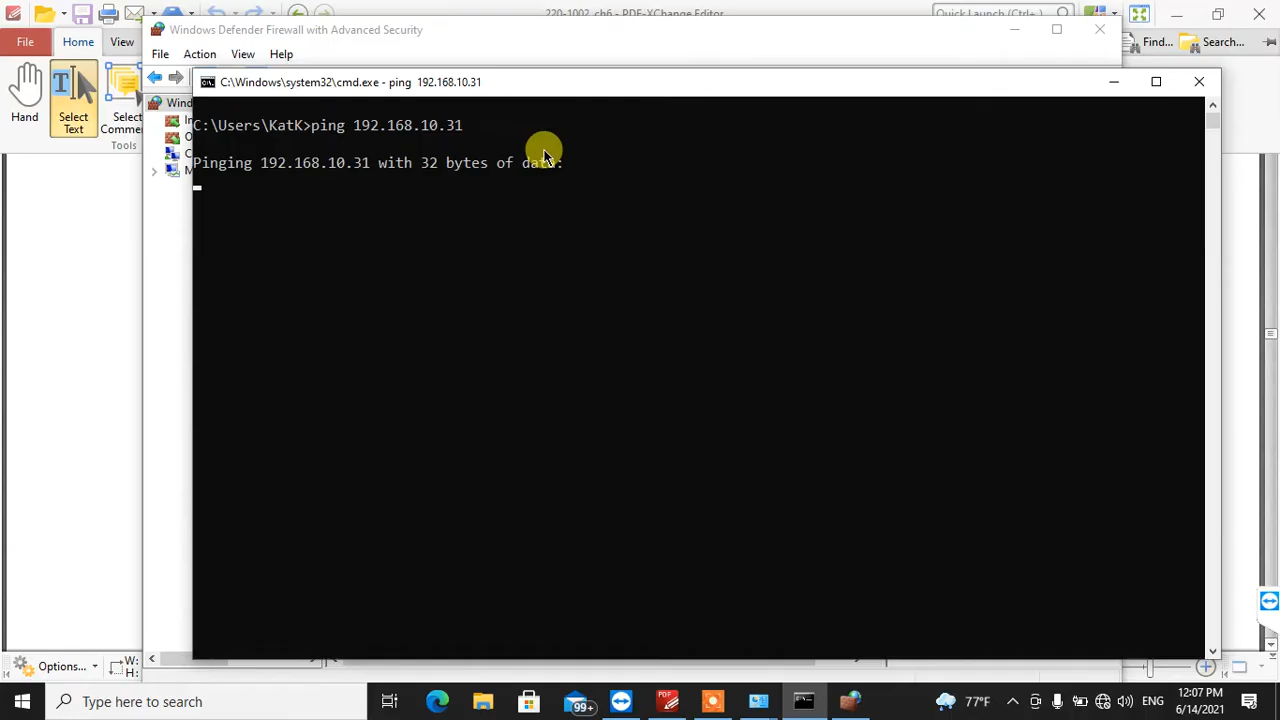 220-1002_ch6 - PDF-XChange Editor
Quick Launch (Ctrl+.)
File
Home
View
Find...
Search...
Hand
Select
Text
Select
Comme
Tools
Windows Defender Firewall with Advanced Security
File Action View Help
Wind
C:\Windows\system32\cmd.exe - ping 192.168.10.31
C:\Users\KatK>ping 192.168.10.31
Pinging 192.168.10.31 with 32 bytes of data:
Options...
W:
H:
Type here to search
99+
77°F
ENG
12:07 PM
6/14/2021